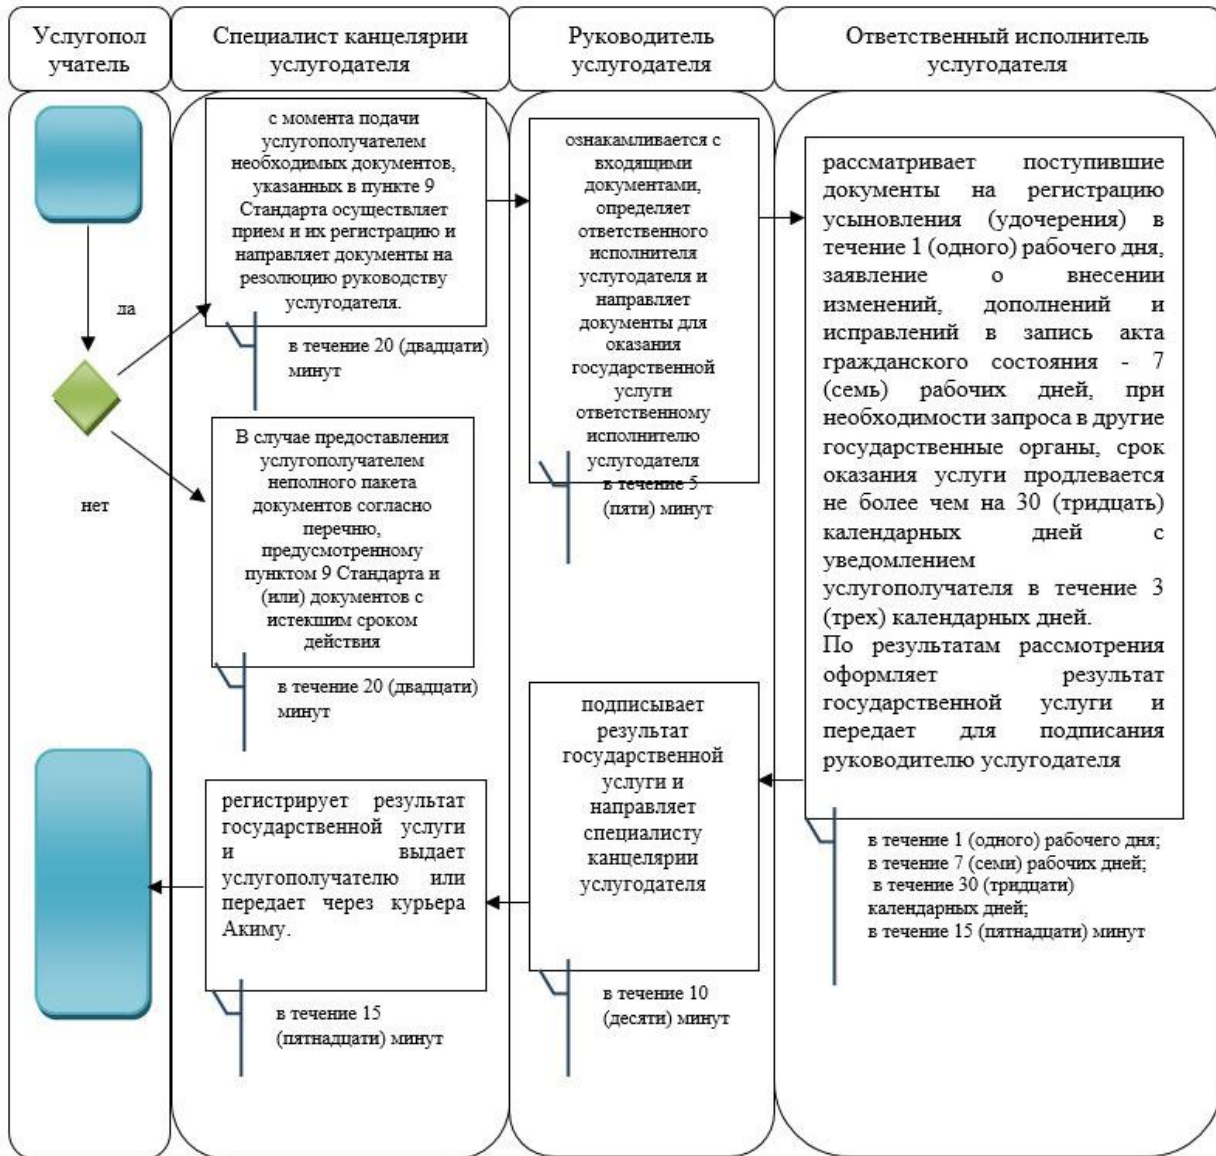 Услугопол
учатель
Специалист канцелярии
услугодателя
Руководитель
услугодателя
Ответственный исполнитель
услугодателя
да
нет
с момента подачи
услугополучателем
необходимых документов,
указанных в пункте 9
Стандарта осуществляет
прием и их регистрацию и
направляет документы на
резолюцию руководству
услугодателя.
в течение 20 (двадцати)
минут
В случае предоставления
услугополучателем
неполного пакета
документов согласно
перечню,
предусмотренному
пунктом 9 Стандарта и
(или) документов с
истекшим сроком
действия
в течение 20 (двадцати)
минут
ознакамливается с
входящими
документами,
определяет
ответственного
исполнителя
услугодателя и
направляет
документы для
оказания
государственной
услуги
ответственному
исполнителю
услугодателя
в течение 5
(пяти) минут
рассматривает поступившие
документы на регистрацию
усыновления (удочерения) в
течение 1 (одного) рабочего дня,
заявление о внесении
изменений, дополнений и
исправлений в запись акта
гражданского состояния - 7
(семь) рабочих дней, при
необходимости запроса в другие
государственные органы, срок
оказания услуги продлевается
не более чем на 30 (тридцать)
календарных дней с
уведомлением
услугополучателя в течение 3
(трех) календарных дней.
По результатам рассмотрения
оформляет результат
государственной услуги и
передает для подписания
руководителю услугодателя
в течение 1 (одного) рабочего дня;
в течение 7 (семи) рабочих дней;
в течение 30 (тридцати)
календарных дней;
в течение 15 (пятнадцати) минут
подписывает
результат
государственной
услуги и
направляет
специалисту
канцелярии
услугодателя
в течение 10
(десяти) минут
регистрирует результат
государственной услуги
и выдает
услугополучателю или
передает через курьера
Акиму.
в течение 15
(пятнадцати) минут